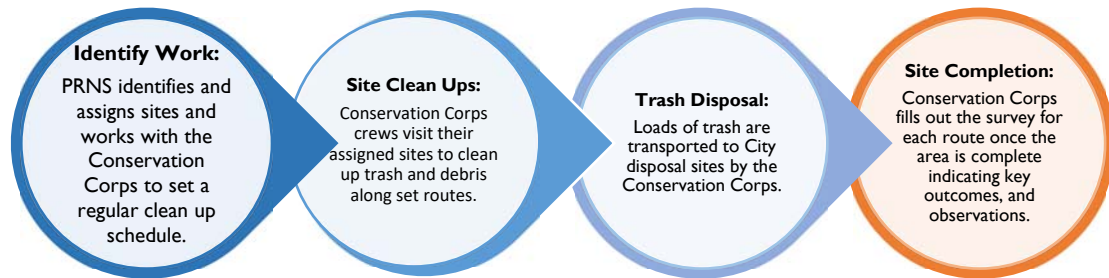 Identify Work:
PRNS identifies and
assigns sites and
works with the
Conservation
Corps to set a
regular clean up
schedule.
Site Clean Ups:
Conservation Corps
crews visit their
assigned sites to clean
up trash and debris
along set routes.
Trash Disposal:
Loads of trash are
transported to City
disposal sites by the
Conservation Corps.
Site Completion:
Conservation Corps
fills out the survey for
each route once the
area is complete
indicating key
outcomes, and
observations.